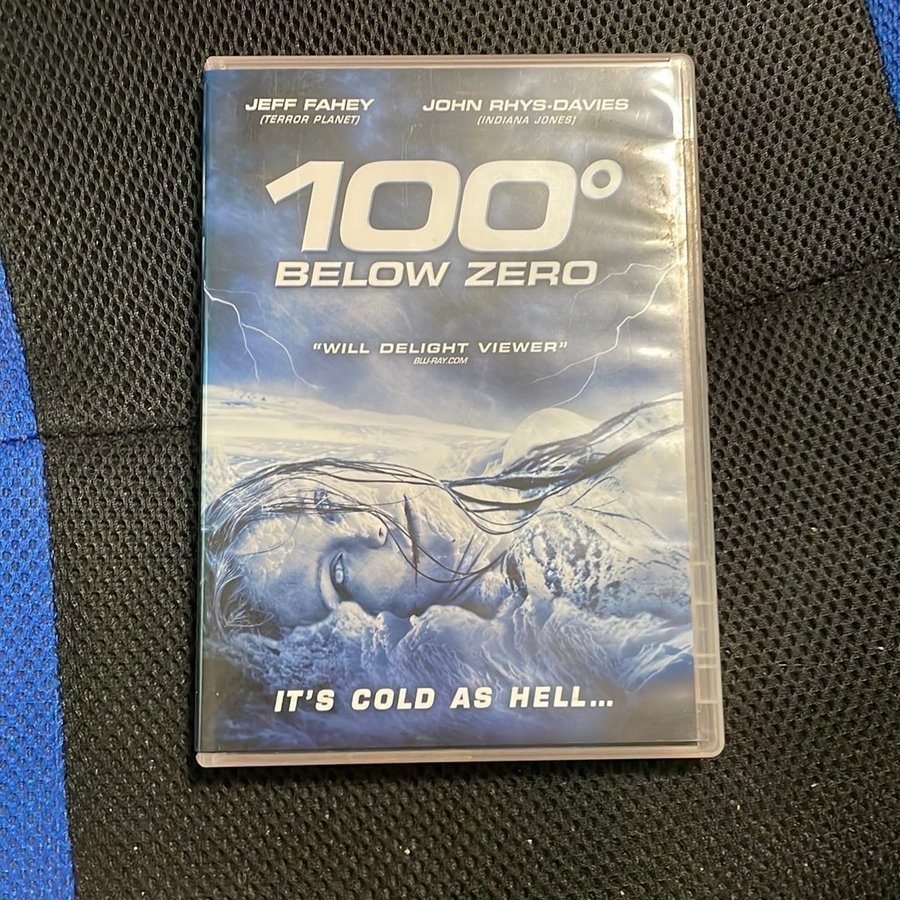 JEFF FAHEY JOHN RHYS-DAVIES
(TERROR PLANET) (INDIANA JONES)
100°
BELOW ZERO
"WILL DELIGHT VIEWER"
BLU-RAY.COM
IT'S COLD AS HELL...